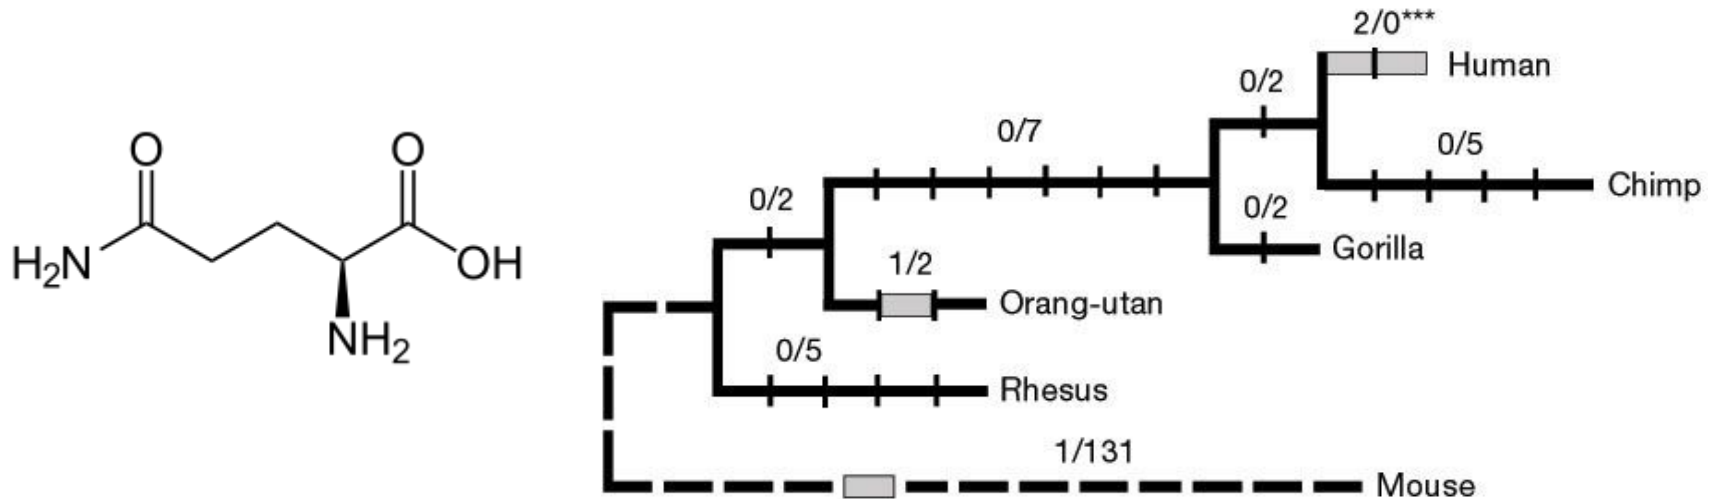 O
O
H2N
OH
NH2
2/0***
Human
0/2
0/7
0/5
Chimp
0/2
0/2
Gorilla
1/2
Orang-utan
0/5
Rhesus
1/131
Mouse